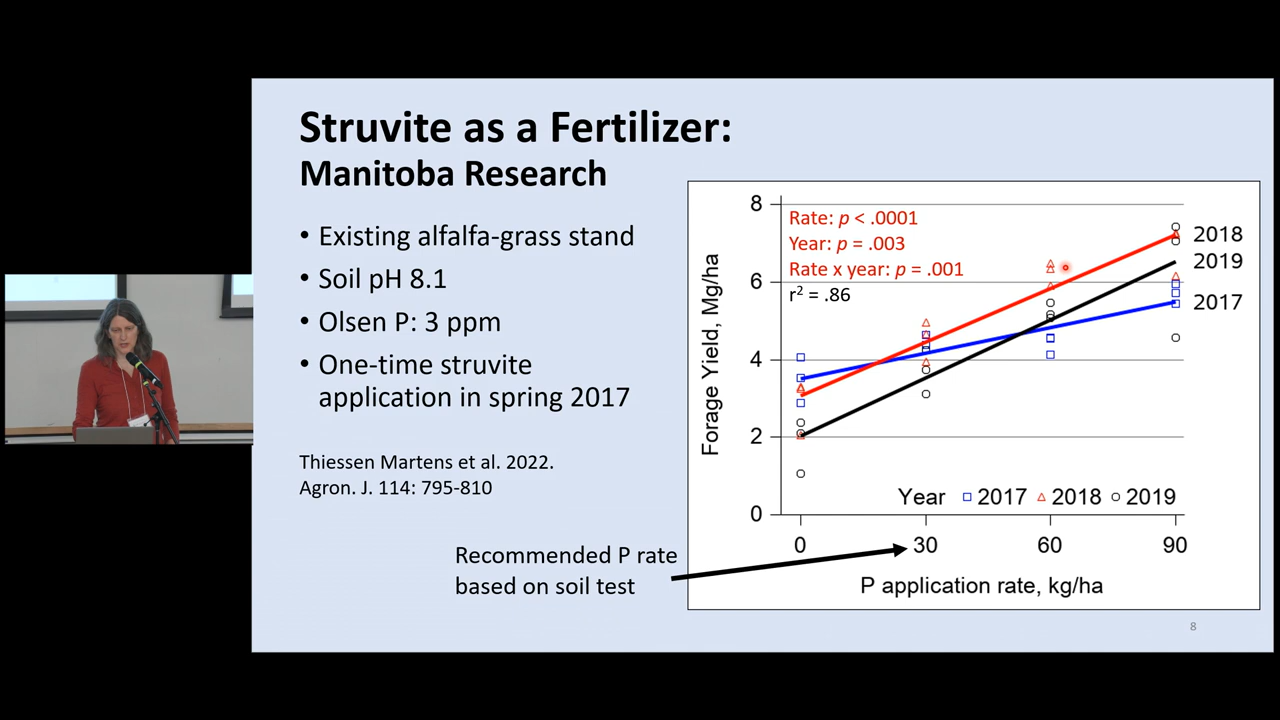 Struvite as a Fertilizer:
Manitoba Research
• Existing alfalfa-grass stand
• Soil pH 8.1
• Olsen P: 3 ppm
• One-time struvite
application in spring 2017
Thiessen Martens et al. 2022.
Agron. J. 114: 795-810
Recommended P rate
based on soil test
Rate: p < .0001
Year: p = .003
Rate x year: p = .001
r² = .86
Forage Yield, Mg/ha
8
6
4
2
0
2018
2019
2017
Year 2017 2018 2019
0 30 60 90
P application rate, kg/ha
8